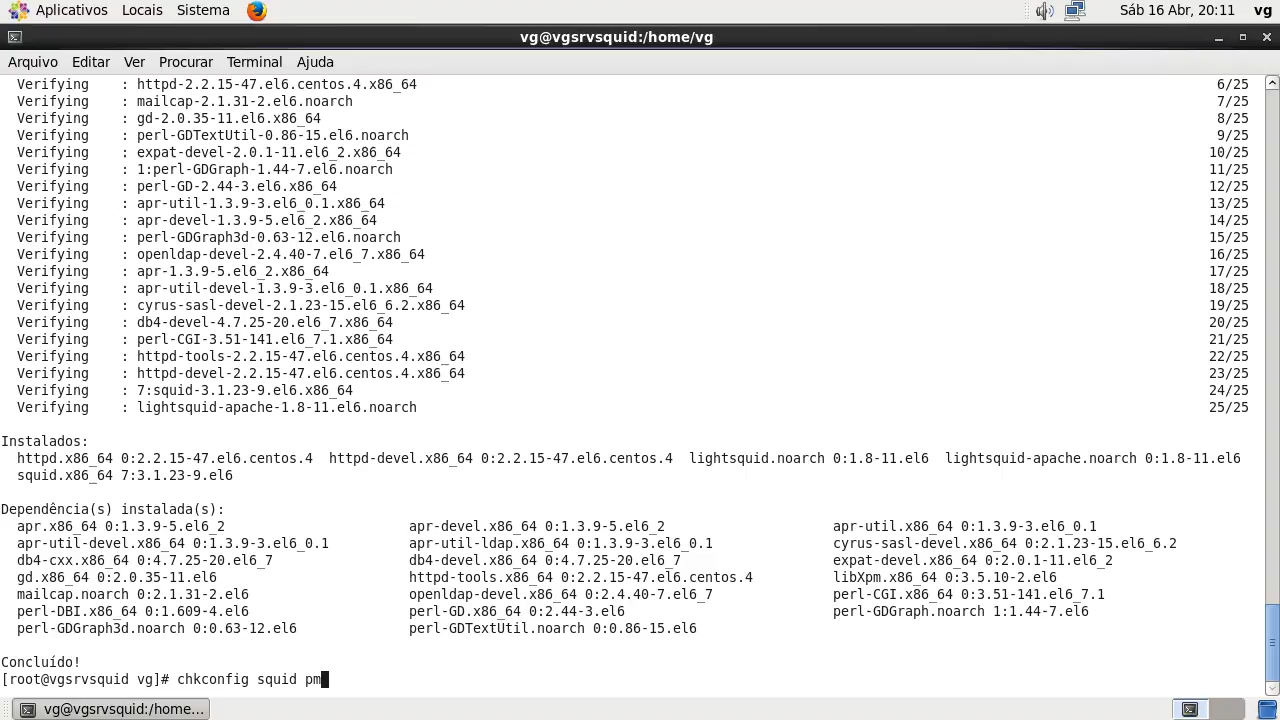 Aplicativos Locais Sistema Sáb 16 Abr, 20:11 vg
vg@vgsrvsquid:/home/vg
Arquivo Editar Ver Procurar Terminal Ajuda
Verifying : httpd-2.2.15-47.el6.centos.4.x86_64 6/25
Verifying : mailcap-2.1.31-2.el6.noarch 7/25
Verifying : gd-2.0.35-11.el6.x86_64 8/25
Verifying : perl-GDTextUtil-0.86-15.el6.noarch 9/25
Verifying : expat-devel-2.0.1-11.el6_2.x86_64 10/25
Verifying : 1:perl-GDGraph-1.44-7.el6.noarch 11/25
Verifying : perl-GD-2.44-3.el6.x86_64 12/25
Verifying : apr-util-1.3.9-3.el6_0.1.x86_64 13/25
Verifying : apr-devel-1.3.9-5.el6_2.x86_64 14/25
Verifying : perl-GDGraph3d-0.63-12.el6.noarch 15/25
Verifying : openldap-devel-2.4.40-7.el6_7.x86_64 16/25
Verifying : apr-1.3.9-5.el6_2.x86_64 17/25
Verifying : apr-util-devel-1.3.9-3.el6_0.1.x86_64 18/25
Verifying : cyrus-sasl-devel-2.1.23-15.el6_6.2.x86_64 19/25
Verifying : db4-devel-4.7.25-20.el6_7.x86_64 20/25
Verifying : perl-CGI-3.51-141.el6_7.1.x86_64 21/25
Verifying : httpd-tools-2.2.15-47.el6.centos.4.x86_64 22/25
Verifying : httpd-devel-2.2.15-47.el6.centos.4.x86_64 23/25
Verifying : 7:squid-3.1.23-9.el6.x86_64 24/25
Verifying : lightsquid-apache-1.8-11.el6.noarch 25/25
Instalados:
httpd.x86_64 0:2.2.15-47.el6.centos.4 httpd-devel.x86_64 0:2.2.15-47.el6.centos.4 lightsquid.noarch 0:1.8-11.el6 lightsquid-apache.noarch 0:1.8-11.el6
squid.x86_64 7:3.1.23-9.el6
Dependência(s) instalada(s):
apr.x86_64 0:1.3.9-5.el6_2 apr-devel.x86_64 0:1.3.9-5.el6_2 apr-util.x86_64 0:1.3.9-3.el6_0.1
apr-util-devel.x86_64 0:1.3.9-3.el6_0.1 apr-util-ldap.x86_64 0:1.3.9-3.el6_0.1 cyrus-sasl-devel.x86_64 0:2.1.23-15.el6_6.2
db4-cxx.x86_64 0:4.7.25-20.el6_7 db4-devel.x86_64 0:4.7.25-20.el6_7 expat-devel.x86_64 0:2.0.1-11.el6_2
gd.x86_64 0:2.0.35-11.el6 httpd-tools.x86_64 0:2.2.15-47.el6.centos.4 libXpm.x86_64 0:3.5.10-2.el6
mailcap.noarch 0:2.1.31-2.el6 openldap-devel.x86_64 0:2.4.40-7.el6_7 perl-CGI.x86_64 0:3.51-141.el6_7.1
perl-DBI.x86_64 0:1.609-4.el6 perl-GD.x86_64 0:2.44-3.el6 perl-GDGraph.noarch 1:1.44-7.el6
perl-GDGraph3d.noarch 0:0.63-12.el6 perl-GDTextUtil.noarch 0:0.86-15.el6
Concluído!
[root@vgsrvsquid vg]# chkconfig squid pm
vg@vgsrvsquid:/home...